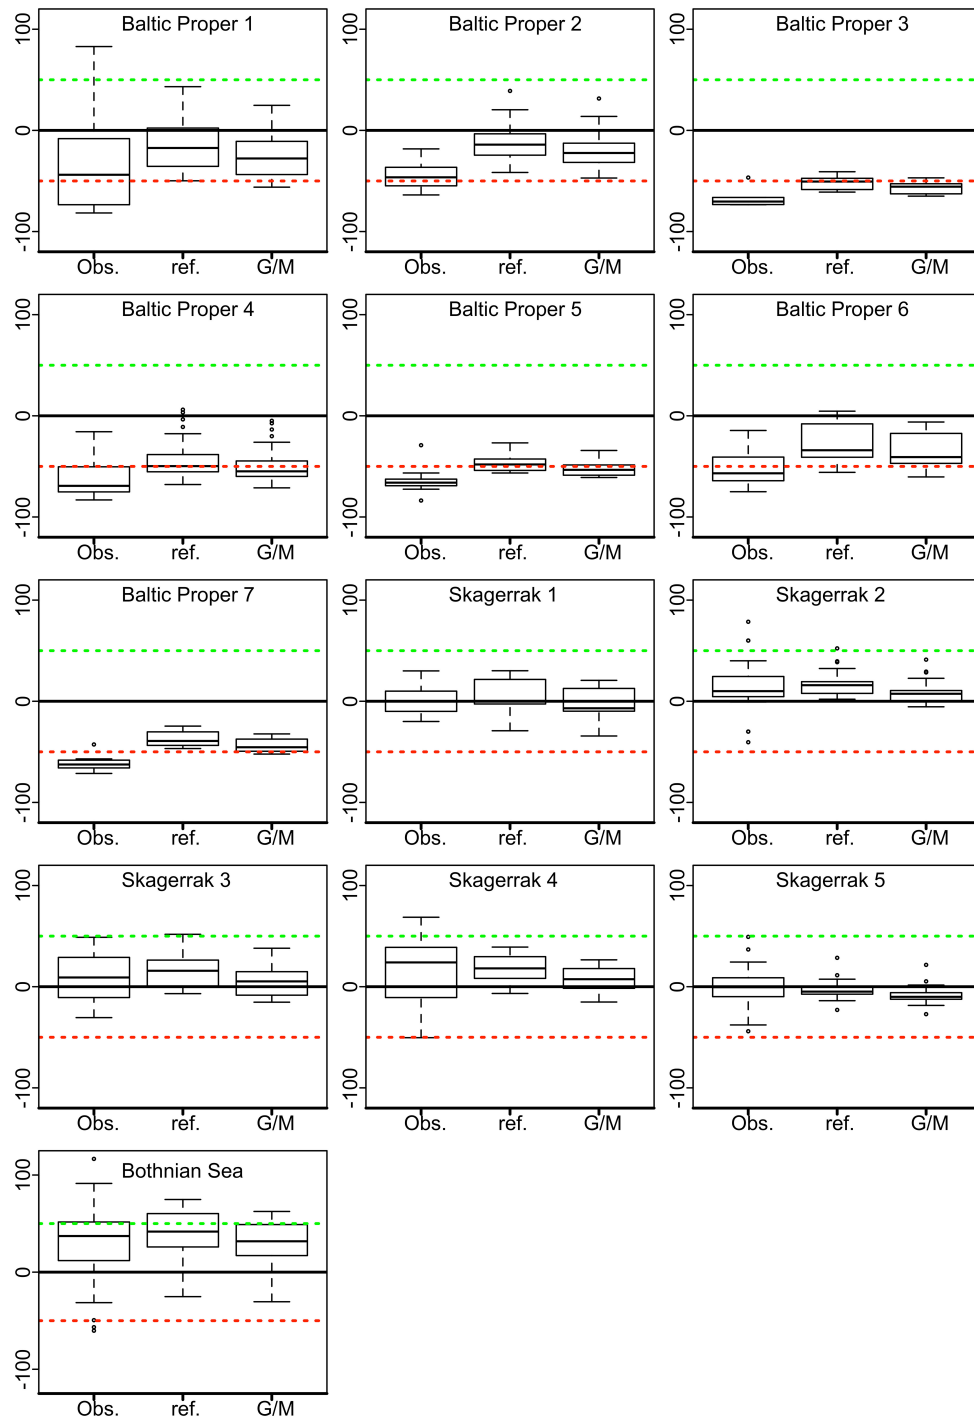 Baltic Proper 1 Baltic Proper 2 Baltic Proper 3
100 100 100
0 0 0
-100 -100 -100
Obs. ref. G/M Obs. ref. G/M Obs. ref. G/M
Baltic Proper 4 Baltic Proper 5 Baltic Proper 6
100 100 100
0 0 0
-100 -100 -100
Obs. ref. G/M Obs. ref. G/M Obs. ref. G/M
Baltic Proper 7 Skagerrak 1 Skagerrak 2
100 100 100
0 0 0
-100 -100 -100
Obs. ref. G/M Obs. ref. G/M Obs. ref. G/M
Skagerrak 3 Skagerrak 4 Skagerrak 5
100 100 100
0 0 0
-100 -100 -100
Obs. ref. G/M Obs. ref. G/M Obs. ref. G/M
Bothnian Sea
100
0
-100
Obs. ref. G/M